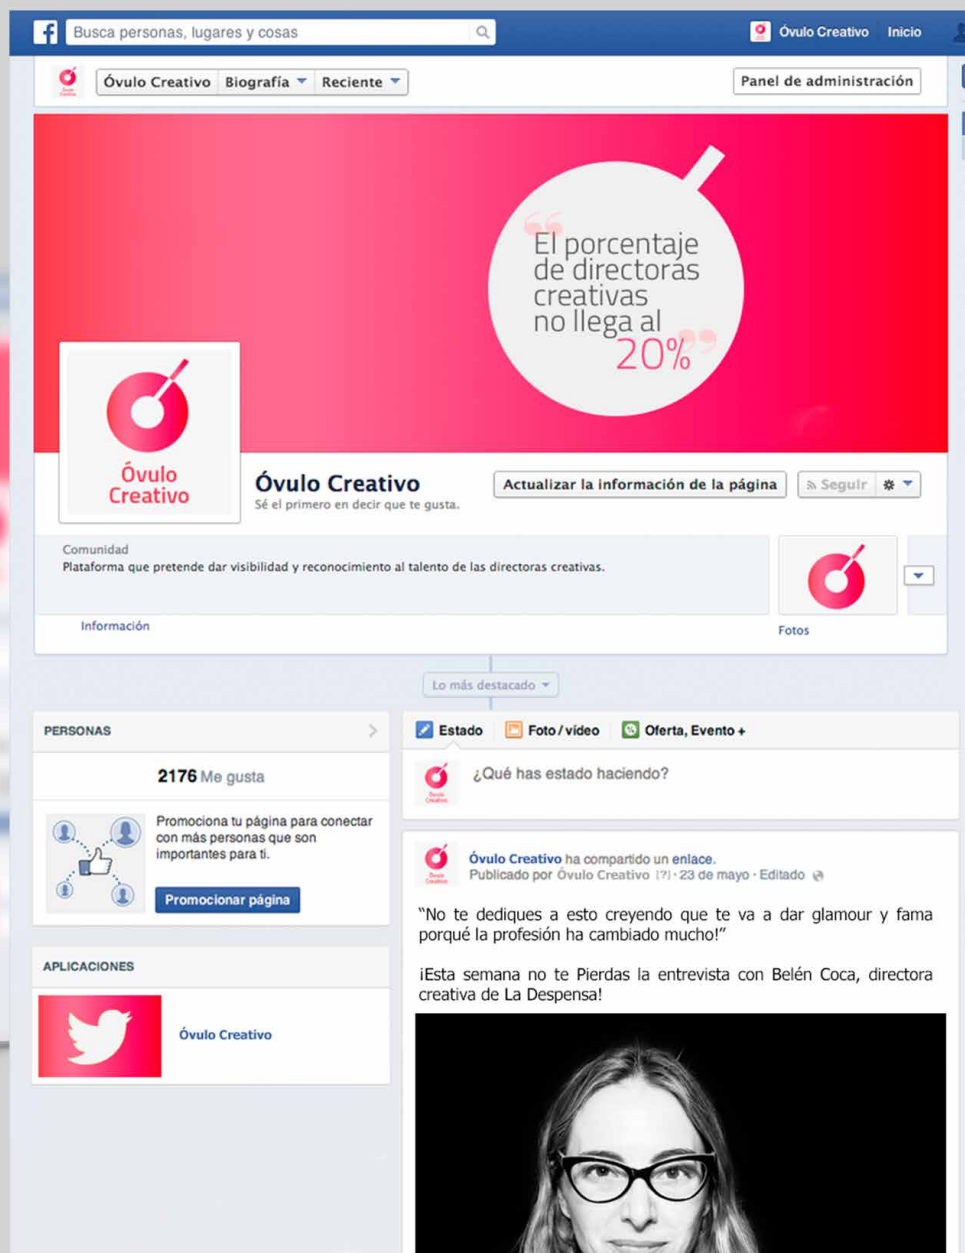 Busca personas, lugares y cosas
Óvulo Creativo Inicio
Óvulo Creativo Biografía Reciente
Panel de administración
“El porcentaje
de directoras
creativas
no llega al
20%”
Óvulo
Creativo
Óvulo Creativo
Sé el primero en decir que te gusta.
Actualizar la información de la página
Seguir
Comunidad
Plataforma que pretende dar visibilidad y reconocimiento al talento de las directoras creativas.
Información
Fotos
Lo más destacado
PERSONAS
2176 Me gusta
Promociona tu página para conectar
con más personas que son
importantes para ti.
Promocionar página
APLICACIONES
Óvulo Creativo
Estado Foto / vídeo Oferta, Evento +
¿Qué has estado haciendo?
Óvulo Creativo ha compartido un enlace.
Publicado por Óvulo Creativo [?] · 23 de mayo · Editado
“No te dediques a esto creyendo que te va a dar glamour y fama
porqué la profesión ha cambiado mucho!”
¡Esta semana no te Pierdas la entrevista con Belén Coca, directora
creativa de La Despensa!